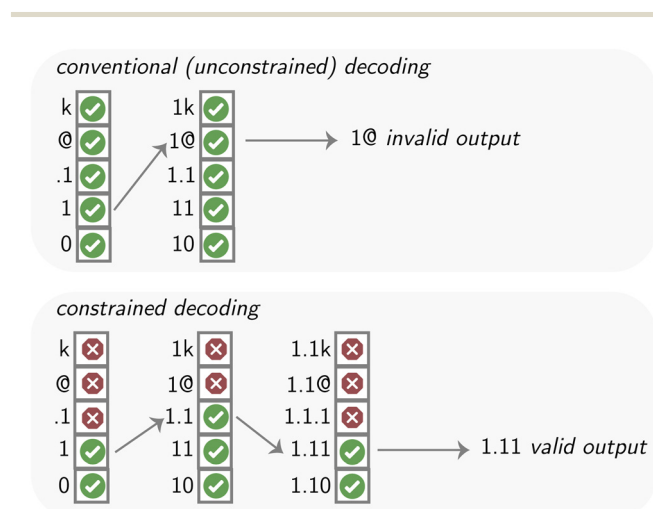 conventional (unconstrained) decoding
k 1k
@ 1@ 1@ invalid output
.1 1.1
1 11
0 10
constrained decoding
k 1k 1.1k
@ 1@ 1.1@
.1 1.1 1.1.1
1 11 1.11 1.11 valid output
0 10 1.10